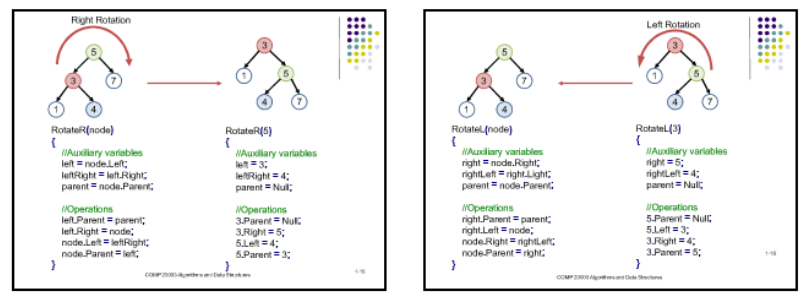 Right Rotation
5
3
7
1
4
3
1
5
4
7
RotateR(node)
{
//Auxiliary variables
left = node.Left;
leftRight = left.Right;
parent = node.Parent;
//Operations
left.Parent = parent;
left.Right = node;
node.Left = leftRight;
node.Parent = left;
}
RotateR(5)
{
//Auxiliary variables
left = 3;
leftRight = 4;
parent = Null;
//Operations
3.Parent = Null;
3.Right = 5;
5.Left = 4;
5.Parent = 3;
}
COMP20003 Algorithms and Data Structures
1-15
Left Rotation
5
3
7
1
4
3
1
5
4
7
RotateL(node)
{
//Auxiliary variables
right = node.Right;
rightLeft = right.Light;
parent = node.Parent;
//Operations
right.Parent = parent;
right.Left = node;
node.Right = rightLeft;
node.Parent = right;
}
RotateL(3)
{
//Auxiliary variables
right = 5;
rightLeft = 4;
parent = Null;
//Operations
5.Parent = Null;
5.Left = 3;
3.Right = 4;
3.Parent = 5;
}
COMP20003 Algorithms and Data Structures
1-16